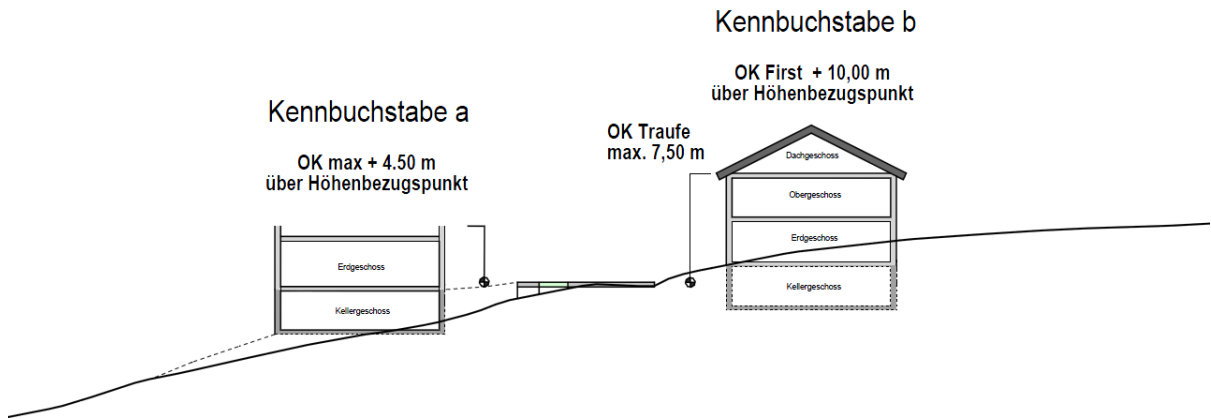 Kennbuchstabe b
OK First + 10,00 m
über Höhenbezugspunkt
Kennbuchstabe a
OK max + 4.50 m
über Höhenbezugspunkt
OK Traufe
max. 7,50 m
Dachgeschoss
Obergeschoss
Erdgeschoss
Kellergeschoss
Erdgeschoss
Kellergeschoss